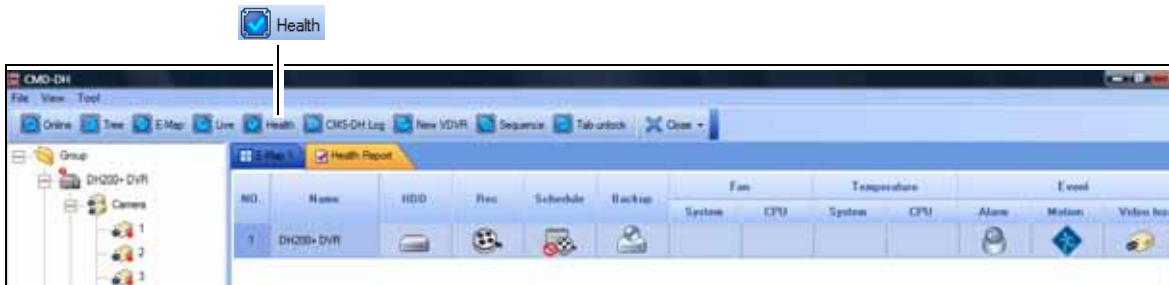 Health
CMD-DH
File View Tool
Online Tree E-Map Live Health CMS-DH Log New VDVR Sequence Tab unlock Close
Group
DH200+ DVR
Camera
1
2
3
E-Map 1 Health Report
NO. Name HDD Rec Schedule Backup Fan Temperature Event
System CPU System CPU Alarm Motion Video
1 DH200+ DVR